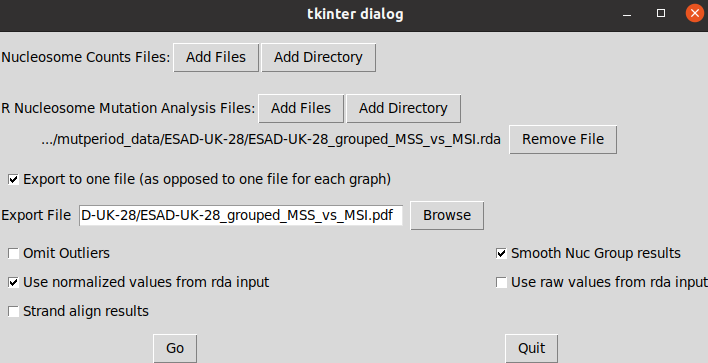 tkinter dialog
Nucleosome Counts Files: Add Files Add Directory
R Nucleosome Mutation Analysis Files: Add Files Add Directory
.../mutperiod_data/ESAD-UK-28/ESAD-UK-28_grouped_MSS_vs_MSI.rda Remove File
Export to one file (as opposed to one file for each graph)
Export File D-UK-28/ESAD-UK-28_grouped_MSS_vs_MSI.pdf Browse
Omit Outliers Smooth Nuc Group results
Use normalized values from rda input Use raw values from rda input
Strand align results
Go Quit